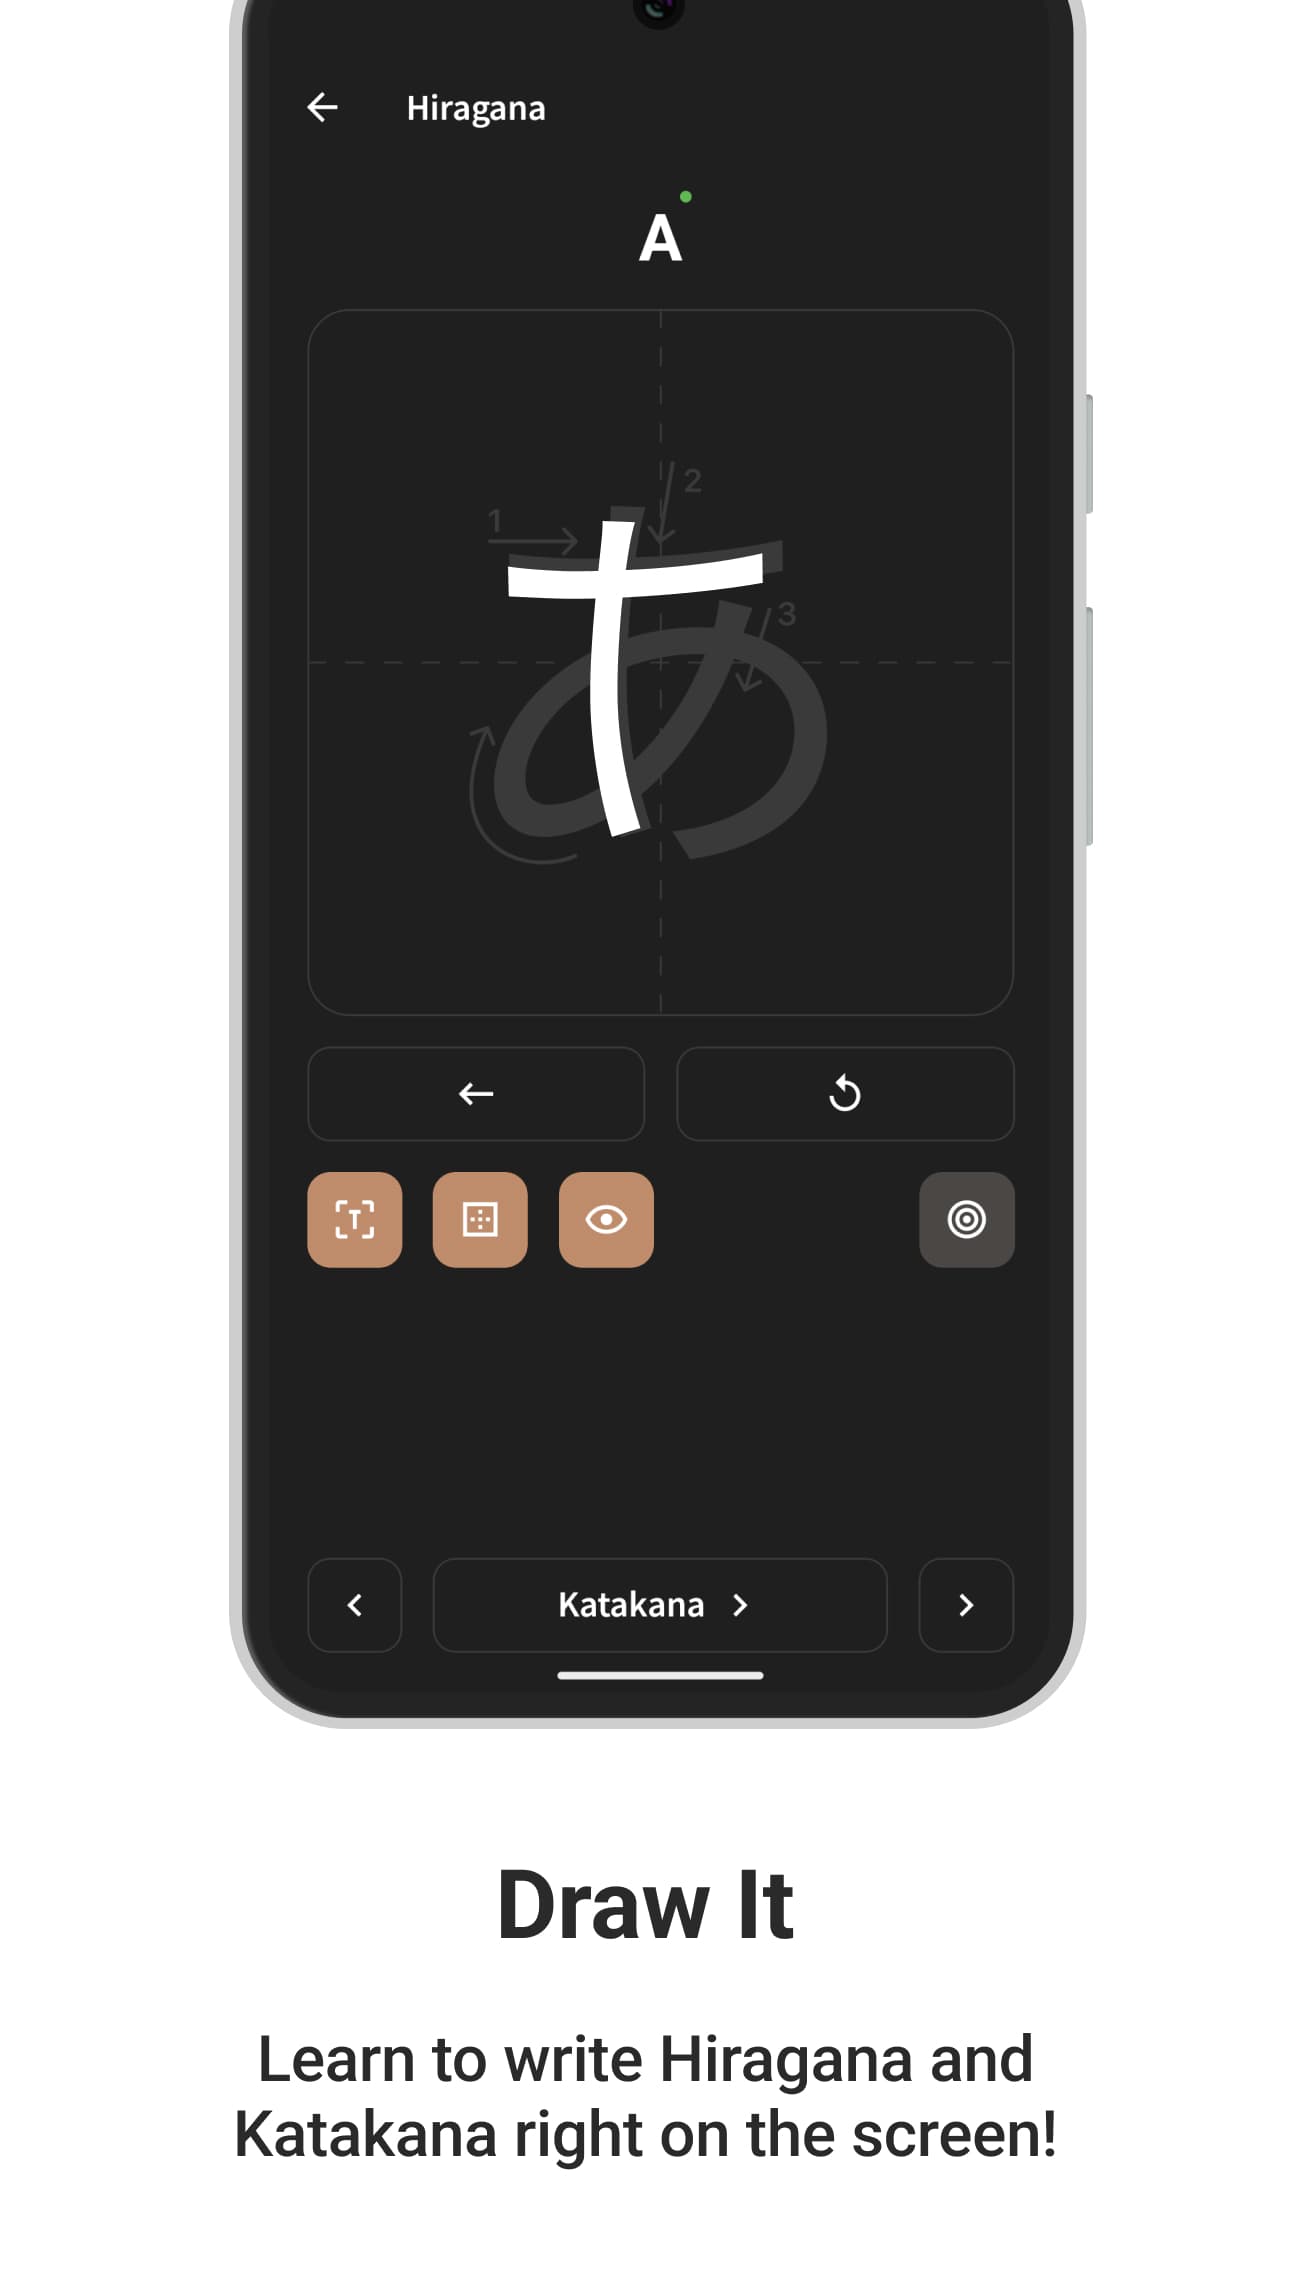 Hiragana
A
1
2
3
あ
Katakana
Draw It
Learn to write Hiragana and
Katakana right on the screen!